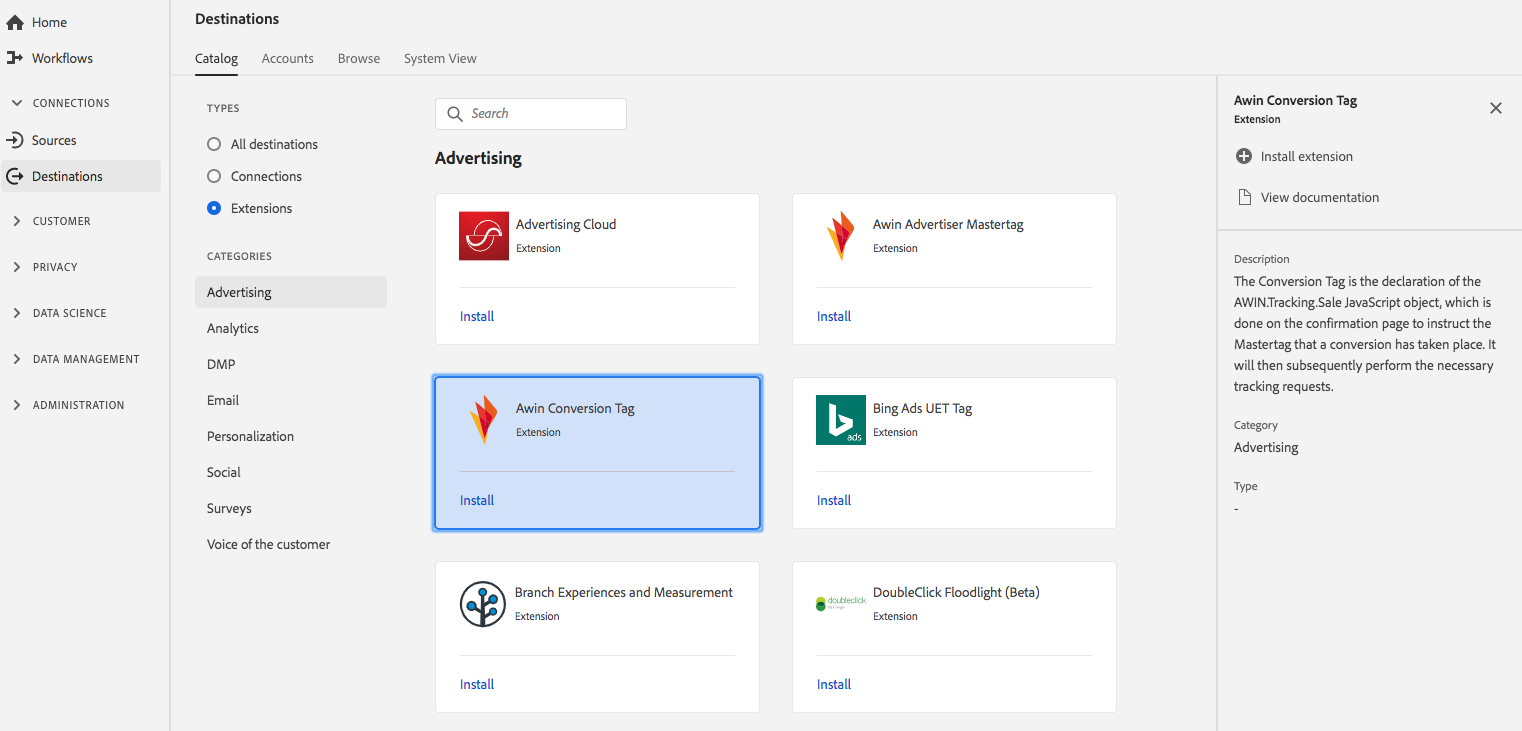 Home
Workflows
CONNECTIONS
Sources
Destinations
CUSTOMER
PRIVACY
DATA SCIENCE
DATA MANAGEMENT
ADMINISTRATION
Destinations
Catalog Accounts Browse System View
TYPES
All destinations
Connections
Extensions
CATEGORIES
Advertising
Analytics
DMP
Email
Personalization
Social
Surveys
Voice of the customer
Search
Advertising
Advertising Cloud
Extension
Install
Awin Advertiser Mastertag
Extension
Install
Awin Conversion Tag
Extension
Install
ads
Bing Ads UET Tag
Extension
Install
Branch Experiences and Measurement
Extension
Install
doubleclick
by Google
DoubleClick Floodlight (Beta)
Extension
Install
Awin Conversion Tag
Extension
Install extension
View documentation
Description
The Conversion Tag is the declaration of the
AWIN.Tracking.Sale JavaScript object, which is
done on the confirmation page to instruct the
Mastertag that a conversion has taken place. It
will then subsequently perform the necessary
tracking requests.
Category
Advertising
Type
-